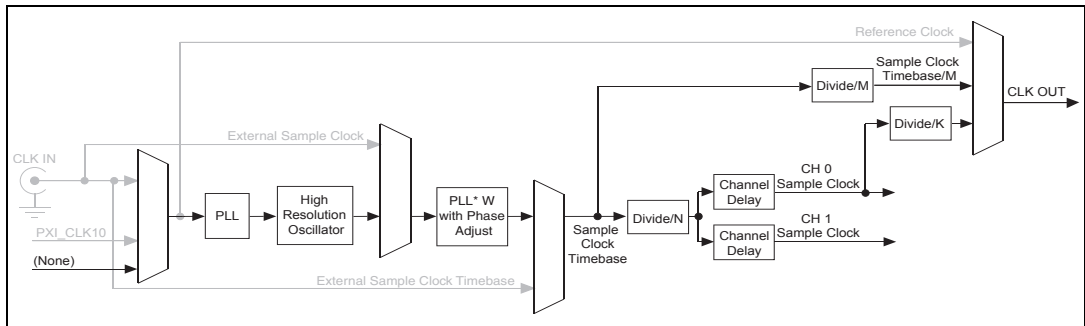 Reference Clock
Sample Clock
Timebase/M
Divide/M
CLK OUT
Divide/K
External Sample Clock
CLK IN
CH 0
Sample Clock
Channel
Delay
PLL
High
Resolution
Oscillator
PLL* W
with Phase
Adjust
Divide/N
Sample
Clock
Timebase
CH 1
Sample Clock
Channel
Delay
PXI_CLK10
(None)
External Sample Clock Timebase